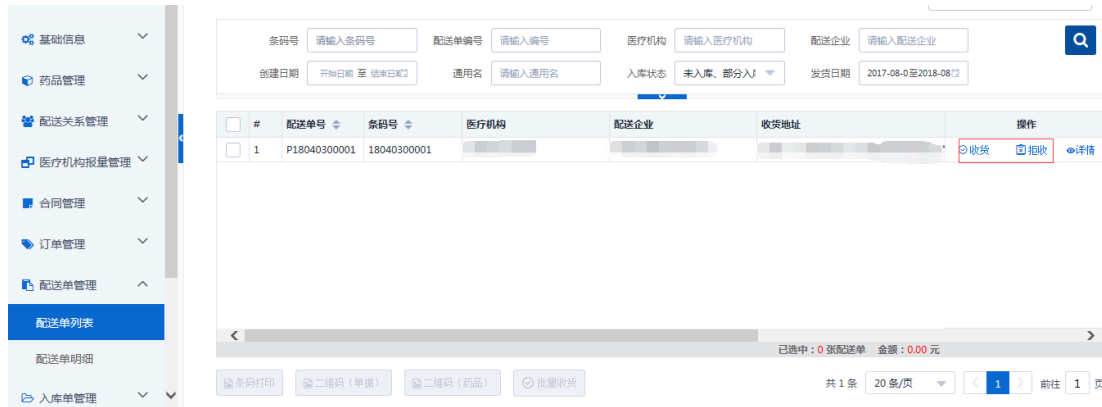 基础信息
药品管理
配送关系管理
医疗机构报量管理
合同管理
订单管理
配送单管理
配送单列表
配送单明细
入库单管理
条码号 请输入条码号 配送单编号 请输入编号 医疗机构 请输入医疗机构 配送企业 请输入配送企业
创建日期 开始日期 至 结束日期 通用名 请输入通用名 入库状态 未入库、部分入 发货日期 2017-08-0至2018-08
# 配送单号 条码号 医疗机构 配送企业 收货地址 操作
1 P18040300001 18040300001 收货 拒收 详情
已选中：0 张配送单 金额：0.00 元
条码打印 二维码（单据） 二维码（药品） 批量收货 共 1 条 20 条/页 1 前往 1